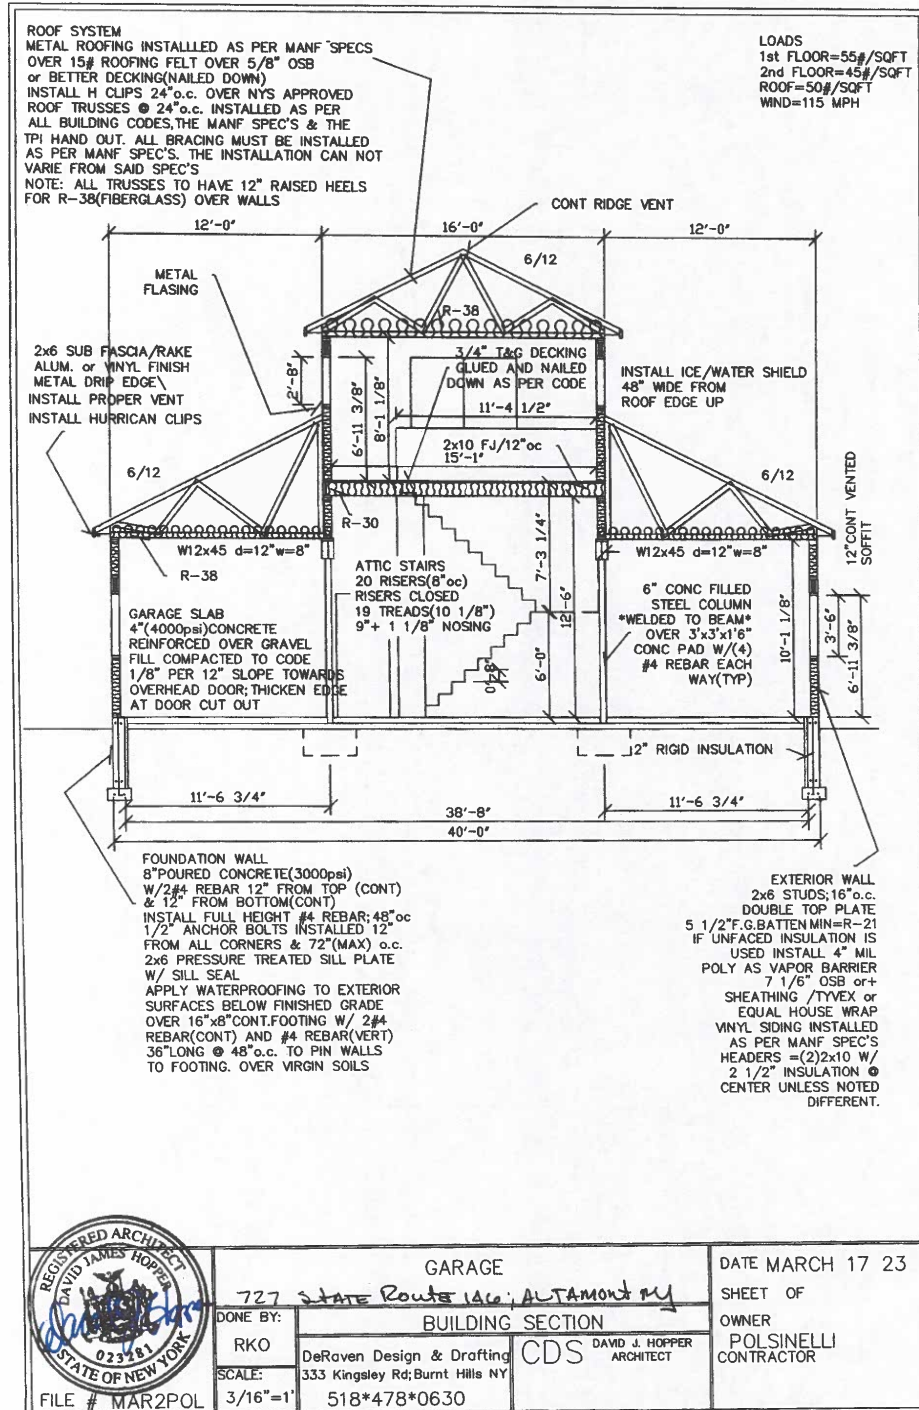 ROOF SYSTEM
METAL ROOFING INSTALLLED AS PER MANF SPECS
OVER 15# ROOFING FELT OVER 5/8" OSB
or BETTER DECKING(NAILED DOWN)
INSTALL H CLIPS 24"o.c. OVER NYS APPROVED
ROOF TRUSSES @ 24"o.c. INSTALLED AS PER
ALL BUILDING CODES,THE MANF SPEC'S & THE
TPI HAND OUT. ALL BRACING MUST BE INSTALLED
AS PER MANF SPEC'S. THE INSTALLATION CAN NOT
VARIE FROM SAID SPEC'S
NOTE: ALL TRUSSES TO HAVE 12" RAISED HEELS
FOR R-38(FIBERGLASS) OVER WALLS
LOADS
1st FLOOR=55#/SQFT
2nd FLOOR=45#/SQFT
ROOF=50#/SQFT
WIND=115 MPH
CONT RIDGE VENT
12'-0"
16'-0"
12'-0"
6/12
METAL
FLASING
R-38
2x6 SUB FASCIA/RAKE
ALUM. or VINYL FINISH
METAL DRIP EDGE\
INSTALL PROPER VENT
INSTALL HURRICAN CLIPS
2'-8"
6'-11 3/8"
8'-1 1/8"
3/4" T&G DECKING
GLUED AND NAILED
DOWN AS PER CODE
11'-4 1/2"
INSTALL ICE/WATER SHIELD
48" WIDE FROM
ROOF EDGE UP
2x10 FJ/12"oc
15'-1"
6/12
6/12
12"CONT VENTED
SOFFIT
R-30
W12x45 d=12"w=8"
W12x45 d=12"w=8"
R-38
ATTIC STAIRS
20 RISERS(8"oc)
RISERS CLOSED
19 TREADS(10 1/8")
9"+ 1 1/8" NOSING
7'-3 1/4"
12'-6"
6'-0"
6" CONC FILLED
STEEL COLUMN
*WELDED TO BEAM*
OVER 3'x3'x1'6"
CONC PAD W/(4)
#4 REBAR EACH
WAY(TYP)
10'-1 1/8"
3'-6"
6'-11 3/8"
GARAGE SLAB
4"(4000psi)CONCRETE
REINFORCED OVER GRAVEL
FILL COMPACTED TO CODE
1/8" PER 12" SLOPE TOWARDS
OVERHEAD DOOR; THICKEN EDGE
AT DOOR CUT OUT
2" RIGID INSULATION
11'-6 3/4"
11'-6 3/4"
38'-8"
40'-0"
FOUNDATION WALL
8"POURED CONCRETE(3000psi)
W/2#4 REBAR 12" FROM TOP (CONT)
& 12" FROM BOTTOM(CONT)
INSTALL FULL HEIGHT #4 REBAR; 48"oc
1/2" ANCHOR BOLTS INSTALLED 12"
FROM ALL CORNERS & 72"(MAX) o.c.
2x6 PRESSURE TREATED SILL PLATE
W/ SILL SEAL
APPLY WATERPROOFING TO EXTERIOR
SURFACES BELOW FINISHED GRADE
OVER 16"x8"CONT.FOOTING W/ 2#4
REBAR(CONT) AND #4 REBAR(VERT)
36"LONG @ 48"o.c. TO PIN WALLS
TO FOOTING. OVER VIRGIN SOILS
EXTERIOR WALL
2x6 STUDS;16"o.c.
DOUBLE TOP PLATE
5 1/2"F.G.BATTEN MIN=R-21
IF UNFACED INSULATION IS
USED INSTALL 4" MIL
POLY AS VAPOR BARRIER
7 1/6" OSB or+
SHEATHING /TYVEX or
EQUAL HOUSE WRAP
VINYL SIDING INSTALLED
AS PER MANF SPEC'S
HEADERS =(2)2x10 W/
2 1/2" INSULATION @
CENTER UNLESS NOTED
DIFFERENT.
REGISTERED ARCHITECT
DAVID JAMES HOPPER
023281
STATE OF NEW YORK
FILE # MAR2POL
GARAGE
727 STATE ROUTE 146; ALTAMONT NY
DONE BY:
RKO
SCALE:
3/16"=1'
BUILDING SECTION
DeRaven Design & Drafting
333 Kingsley Rd;Burnt Hills NY
518*478*0630
CDS DAVID J. HOPPER
ARCHITECT
DATE MARCH 17 23
SHEET OF
OWNER
POLSINELLI
CONTRACTOR